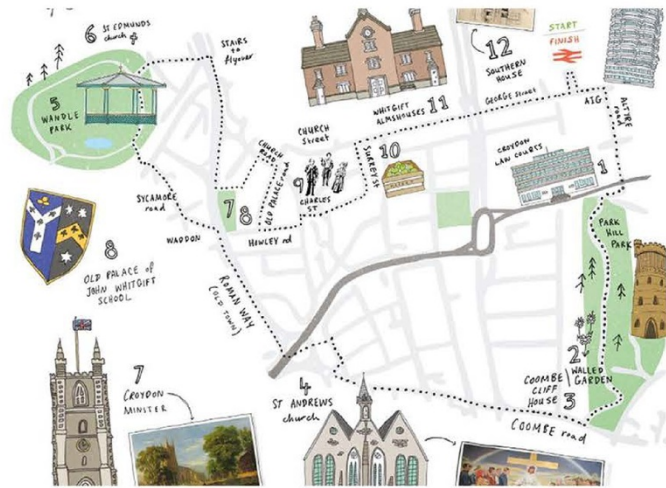 6 ST EDMUNDS
church
STAIRS
to
flyover
5
WANDLE
PARK
SYCAMORE
road
WADDON
8
OLD PALACE of
JOHN WHITGIFT
SCHOOL
7
CROYDON
MINSTER
ROMAN WAY
(OLD TOWN)
7
8
CHURCH ROAD
OLD PALACE road
HOWLEY rd
CHURCH
Street
9
CHARLES
ST
SURREY ST
10
WHITGIFT
ALMSHOUSES
11
GEORGE STREET
12
SOUTHERN
HOUSE
START
FINISH
ALTYRE
road
CROYDON
LAW COURTS
1
PARK
HILL
PARK
2
WALLED
GARDEN
COOMBE
CLIFF
HOUSE
3
COOMBE road
4
ST ANDREWS
church